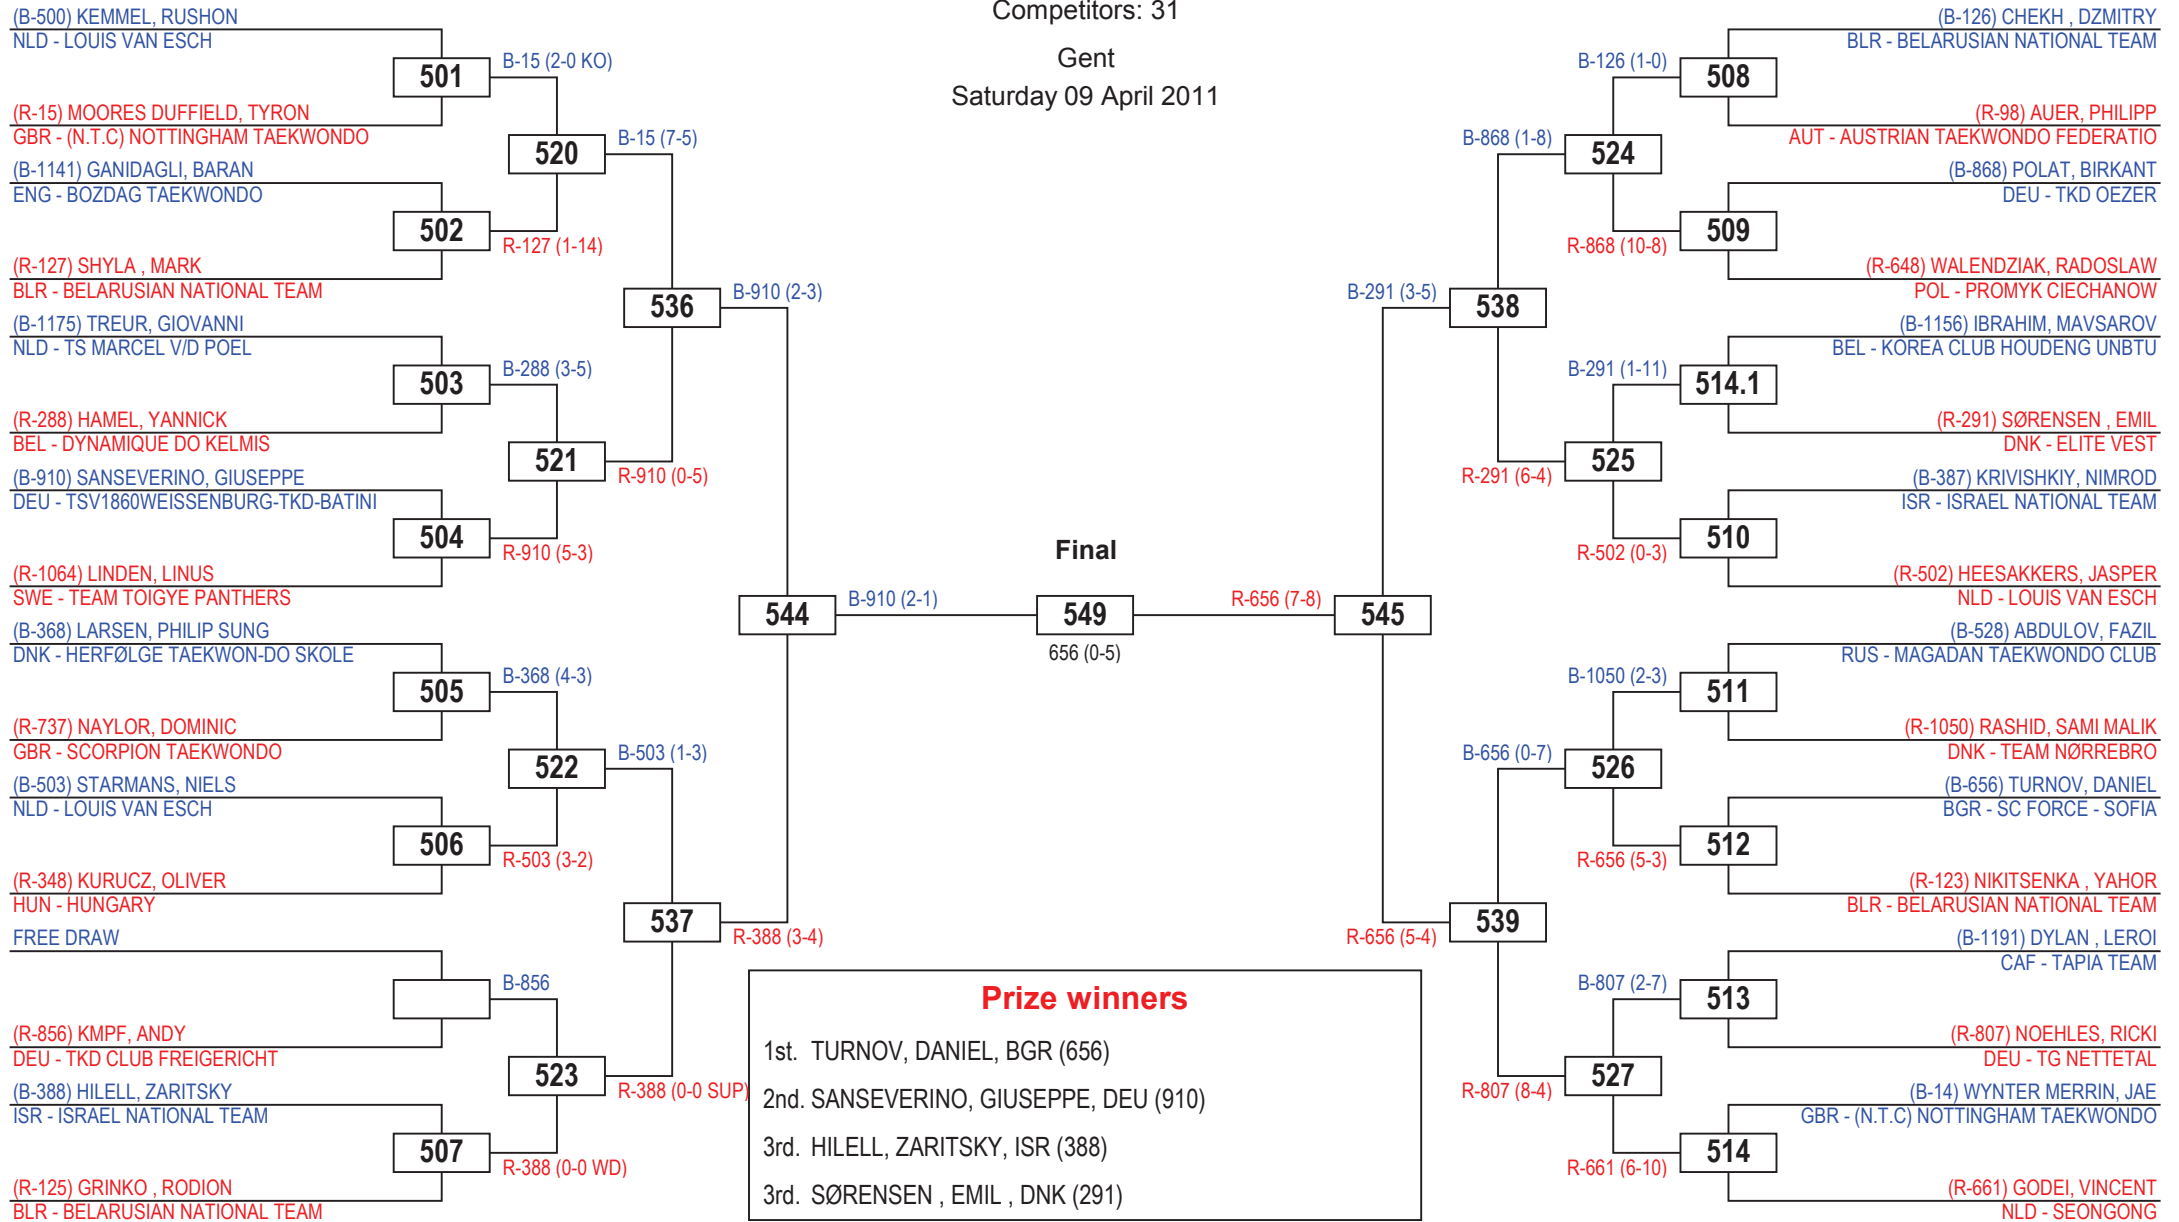 Competitors: 31
Gent
Saturday 09 April 2011
(B-500) KEMMEL, RUSHON
NLD - LOUIS VAN ESCH
501
B-15 (2-0 KO)
(R-15) MOORES DUFFIELD, TYRON
GBR - (N.T.C) NOTTINGHAM TAEKWONDO
520
B-15 (7-5)
(B-1141) GANIDAGLI, BARAN
ENG - BOZDAG TAEKWONDO
502
R-127 (1-14)
(R-127) SHYLA , MARK
BLR - BELARUSIAN NATIONAL TEAM
536
B-910 (2-3)
(B-1175) TREUR, GIOVANNI
NLD - TS MARCEL V/D POEL
503
B-288 (3-5)
(R-288) HAMEL, YANNICK
BEL - DYNAMIQUE DO KELMIS
521
R-910 (0-5)
(B-910) SANSEVERINO, GIUSEPPE
DEU - TSV1860WEISSENBURG-TKD-BATINI
504
R-910 (5-3)
(R-1064) LINDEN, LINUS
SWE - TEAM TOIGYE PANTHERS
544
B-910 (2-1)
(B-368) LARSEN, PHILIP SUNG
DNK - HERFØLGE TAEKWON-DO SKOLE
505
B-368 (4-3)
(R-737) NAYLOR, DOMINIC
GBR - SCORPION TAEKWONDO
522
B-503 (1-3)
(B-503) STARMANS, NIELS
NLD - LOUIS VAN ESCH
506
R-503 (3-2)
(R-348) KURUCZ, OLIVER
HUN - HUNGARY
537
R-388 (3-4)
FREE DRAW
B-856
(R-856) KMPF, ANDY
DEU - TKD CLUB FREIGERICHT
523
R-388 (0-0 SUP)
(B-388) HILELL, ZARITSKY
ISR - ISRAEL NATIONAL TEAM
507
R-388 (0-0 WD)
(R-125) GRINKO , RODION
BLR - BELARUSIAN NATIONAL TEAM
Final
549
656 (0-5)
(B-126) CHEKH , DZMITRY
BLR - BELARUSIAN NATIONAL TEAM
B-126 (1-0)
508
(R-98) AUER, PHILIPP
AUT - AUSTRIAN TAEKWONDO FEDERATIO
B-868 (1-8)
524
(B-868) POLAT, BIRKANT
DEU - TKD OEZER
R-868 (10-8)
509
(R-648) WALENDZIAK, RADOSLAW
POL - PROMYK CIECHANOW
B-291 (3-5)
538
(B-1156) IBRAHIM, MAVSAROV
BEL - KOREA CLUB HOUDENG UNBTU
B-291 (1-11)
514.1
(R-291) SØRENSEN , EMIL
DNK - ELITE VEST
R-291 (6-4)
525
(B-387) KRIVISHKIY, NIMROD
ISR - ISRAEL NATIONAL TEAM
R-502 (0-3)
510
(R-502) HEESAKKERS, JASPER
NLD - LOUIS VAN ESCH
R-656 (7-8)
545
(B-528) ABDULOV, FAZIL
RUS - MAGADAN TAEKWONDO CLUB
B-1050 (2-3)
511
(R-1050) RASHID, SAMI MALIK
DNK - TEAM NØRREBRO
B-656 (0-7)
526
(B-656) TURNOV, DANIEL
BGR - SC FORCE - SOFIA
R-656 (5-3)
512
(R-123) NIKITSENKA , YAHOR
BLR - BELARUSIAN NATIONAL TEAM
R-656 (5-4)
539
(B-1191) DYLAN , LEROI
CAF - TAPIA TEAM
B-807 (2-7)
513
(R-807) NOEHLES, RICKI
DEU - TG NETTETAL
R-807 (8-4)
527
(B-14) WYNTER MERRIN, JAE
GBR - (N.T.C) NOTTINGHAM TAEKWONDO
R-661 (6-10)
514
(R-661) GODEI, VINCENT
NLD - SEONGONG
Prize winners
1st. TURNOV, DANIEL, BGR (656)
2nd. SANSEVERINO, GIUSEPPE, DEU (910)
3rd. HILELL, ZARITSKY, ISR (388)
3rd. SØRENSEN , EMIL , DNK (291)